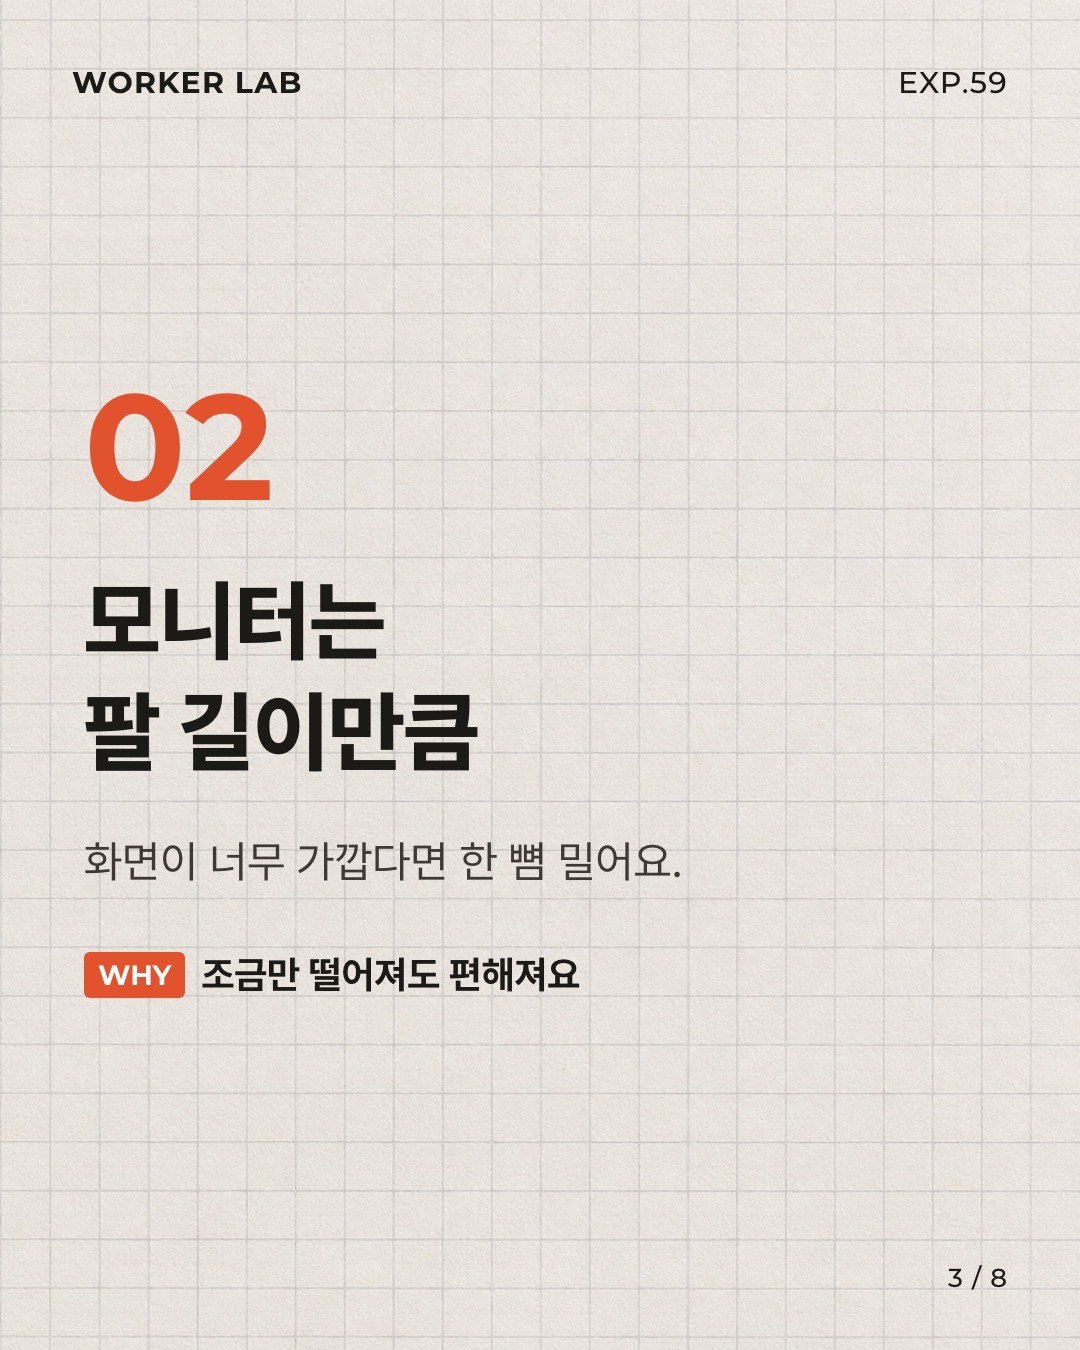 WORKER LAB
EXP.59
02
모니터는
팔 길이만큼
화면이 너무 가깝다면 한 뼘 밀어요.
WHY 조금만 떨어져도 편해져요
3 / 8